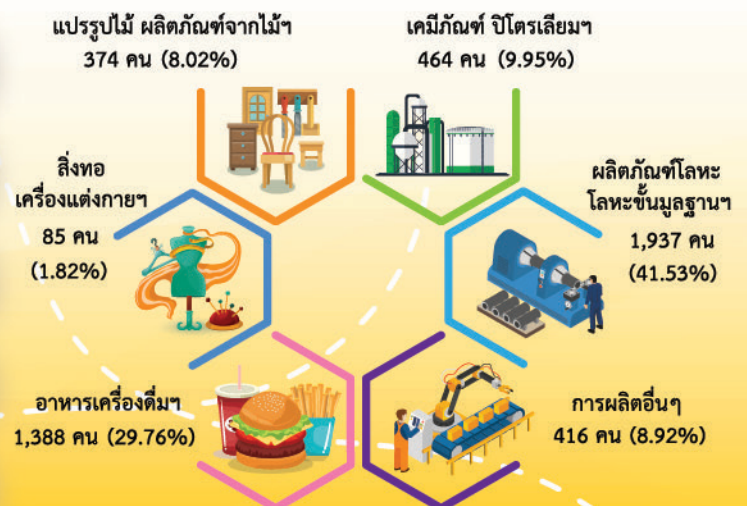 แปรรูปไม้ ผลิตภัณฑ์จากไม้ฯ
374 คน (8.02%)
เคมีภัณฑ์ ปิโตรเลียมฯ
464 คน (9.95%)
สิ่งทอ
เครื่องแต่งกายฯ
85 คน
(1.82%)
ผลิตภัณฑ์โลหะ
โลหะขั้นมูลฐานฯ
1,937 คน
(41.53%)
อาหารเครื่องดื่มฯ
1,388 คน (29.76%)
การผลิตอื่นๆ
416 คน (8.92%)